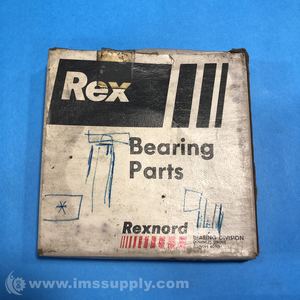 Rex
Bearing
Parts
Rexnord
BEARING DIVISION
© www.imssupply.com